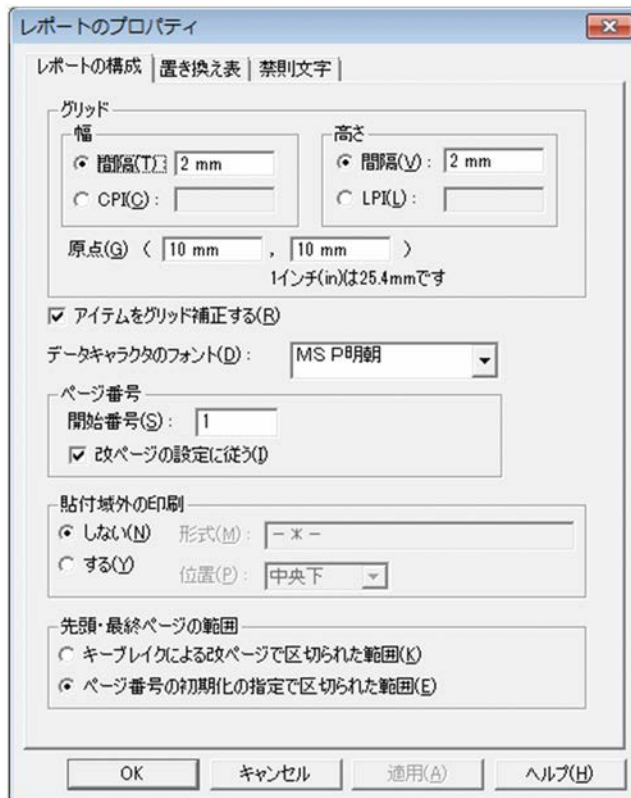 レポートのプロパティ
レポートの構成 置き換え表 禁則文字
グリッド
幅 高さ
間隔(T): 2 mm 間隔(V): 2 mm
CPI(C): LPI(L):
原点(G) ( 10 mm , 10 mm )
1インチ(in)は25.4mmです
アイテムをグリッド補正する(R)
データキャラクタのフォント(D): MS P明朝
ページ番号
開始番号(S): 1
改ページの設定に従う(I)
貼付域外の印刷
しない(N) 形式(M): - * -
する(Y) 位置(P): 中央下
先頭・最終ページの範囲
キーブレイクによる改ページで区切られた範囲(K)
ページ番号の初期化の指定で区切られた範囲(E)
OK キャンセル 適用(A) ヘルプ(H)